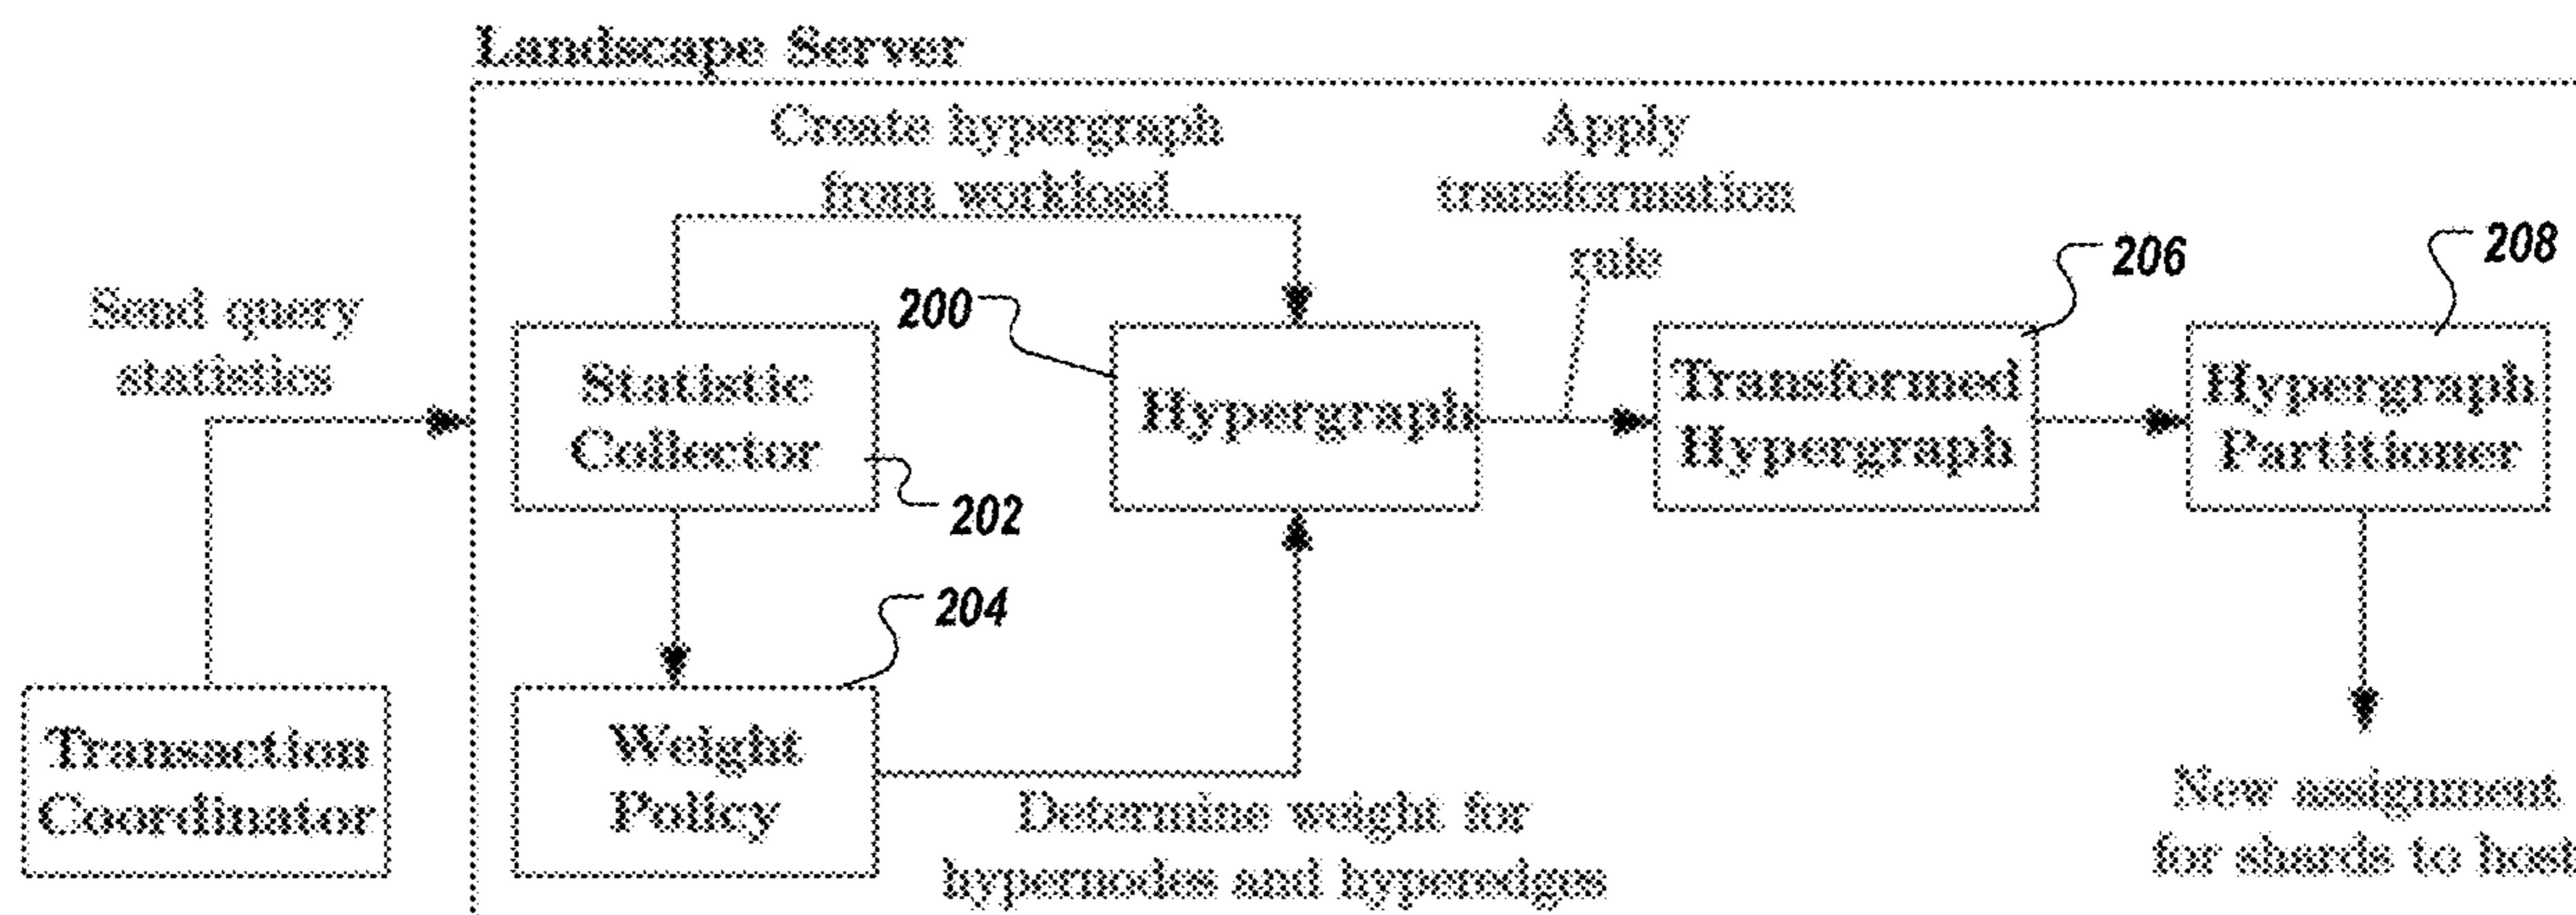 Landscape Server
Create hypergraph
from workload
Apply
transformation
rule
206
208
Send query
statistics
200
Statistic
Collector
202
Hypergraph
Transformed
Hypergraph
Hypergraph
Partitioner
204
Transaction
Coordinator
Weight
Policy
Determine weight for
hypernodes and hyperedges
New assignment
for shards to host